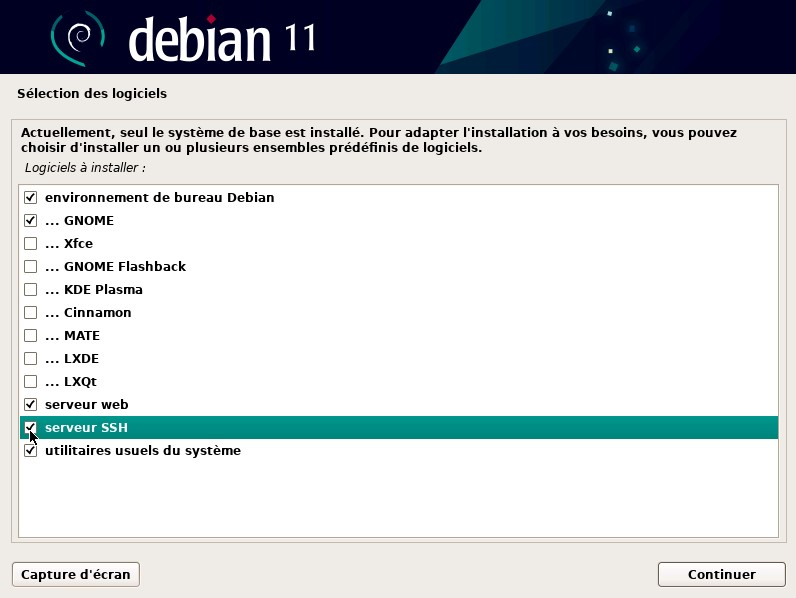 debian 11
Sélection des logiciels
Actuellement, seul le système de base est installé. Pour adapter l'installation à vos besoins, vous pouvez
choisir d'installer un ou plusieurs ensembles prédéfinis de logiciels.
Logiciels à installer :
environnement de bureau Debian
... GNOME
... Xfce
... GNOME Flashback
... KDE Plasma
... Cinnamon
... MATE
... LXDE
... LXQt
serveur web
serveur SSH
utilitaires usuels du système
Capture d'écran Continuer